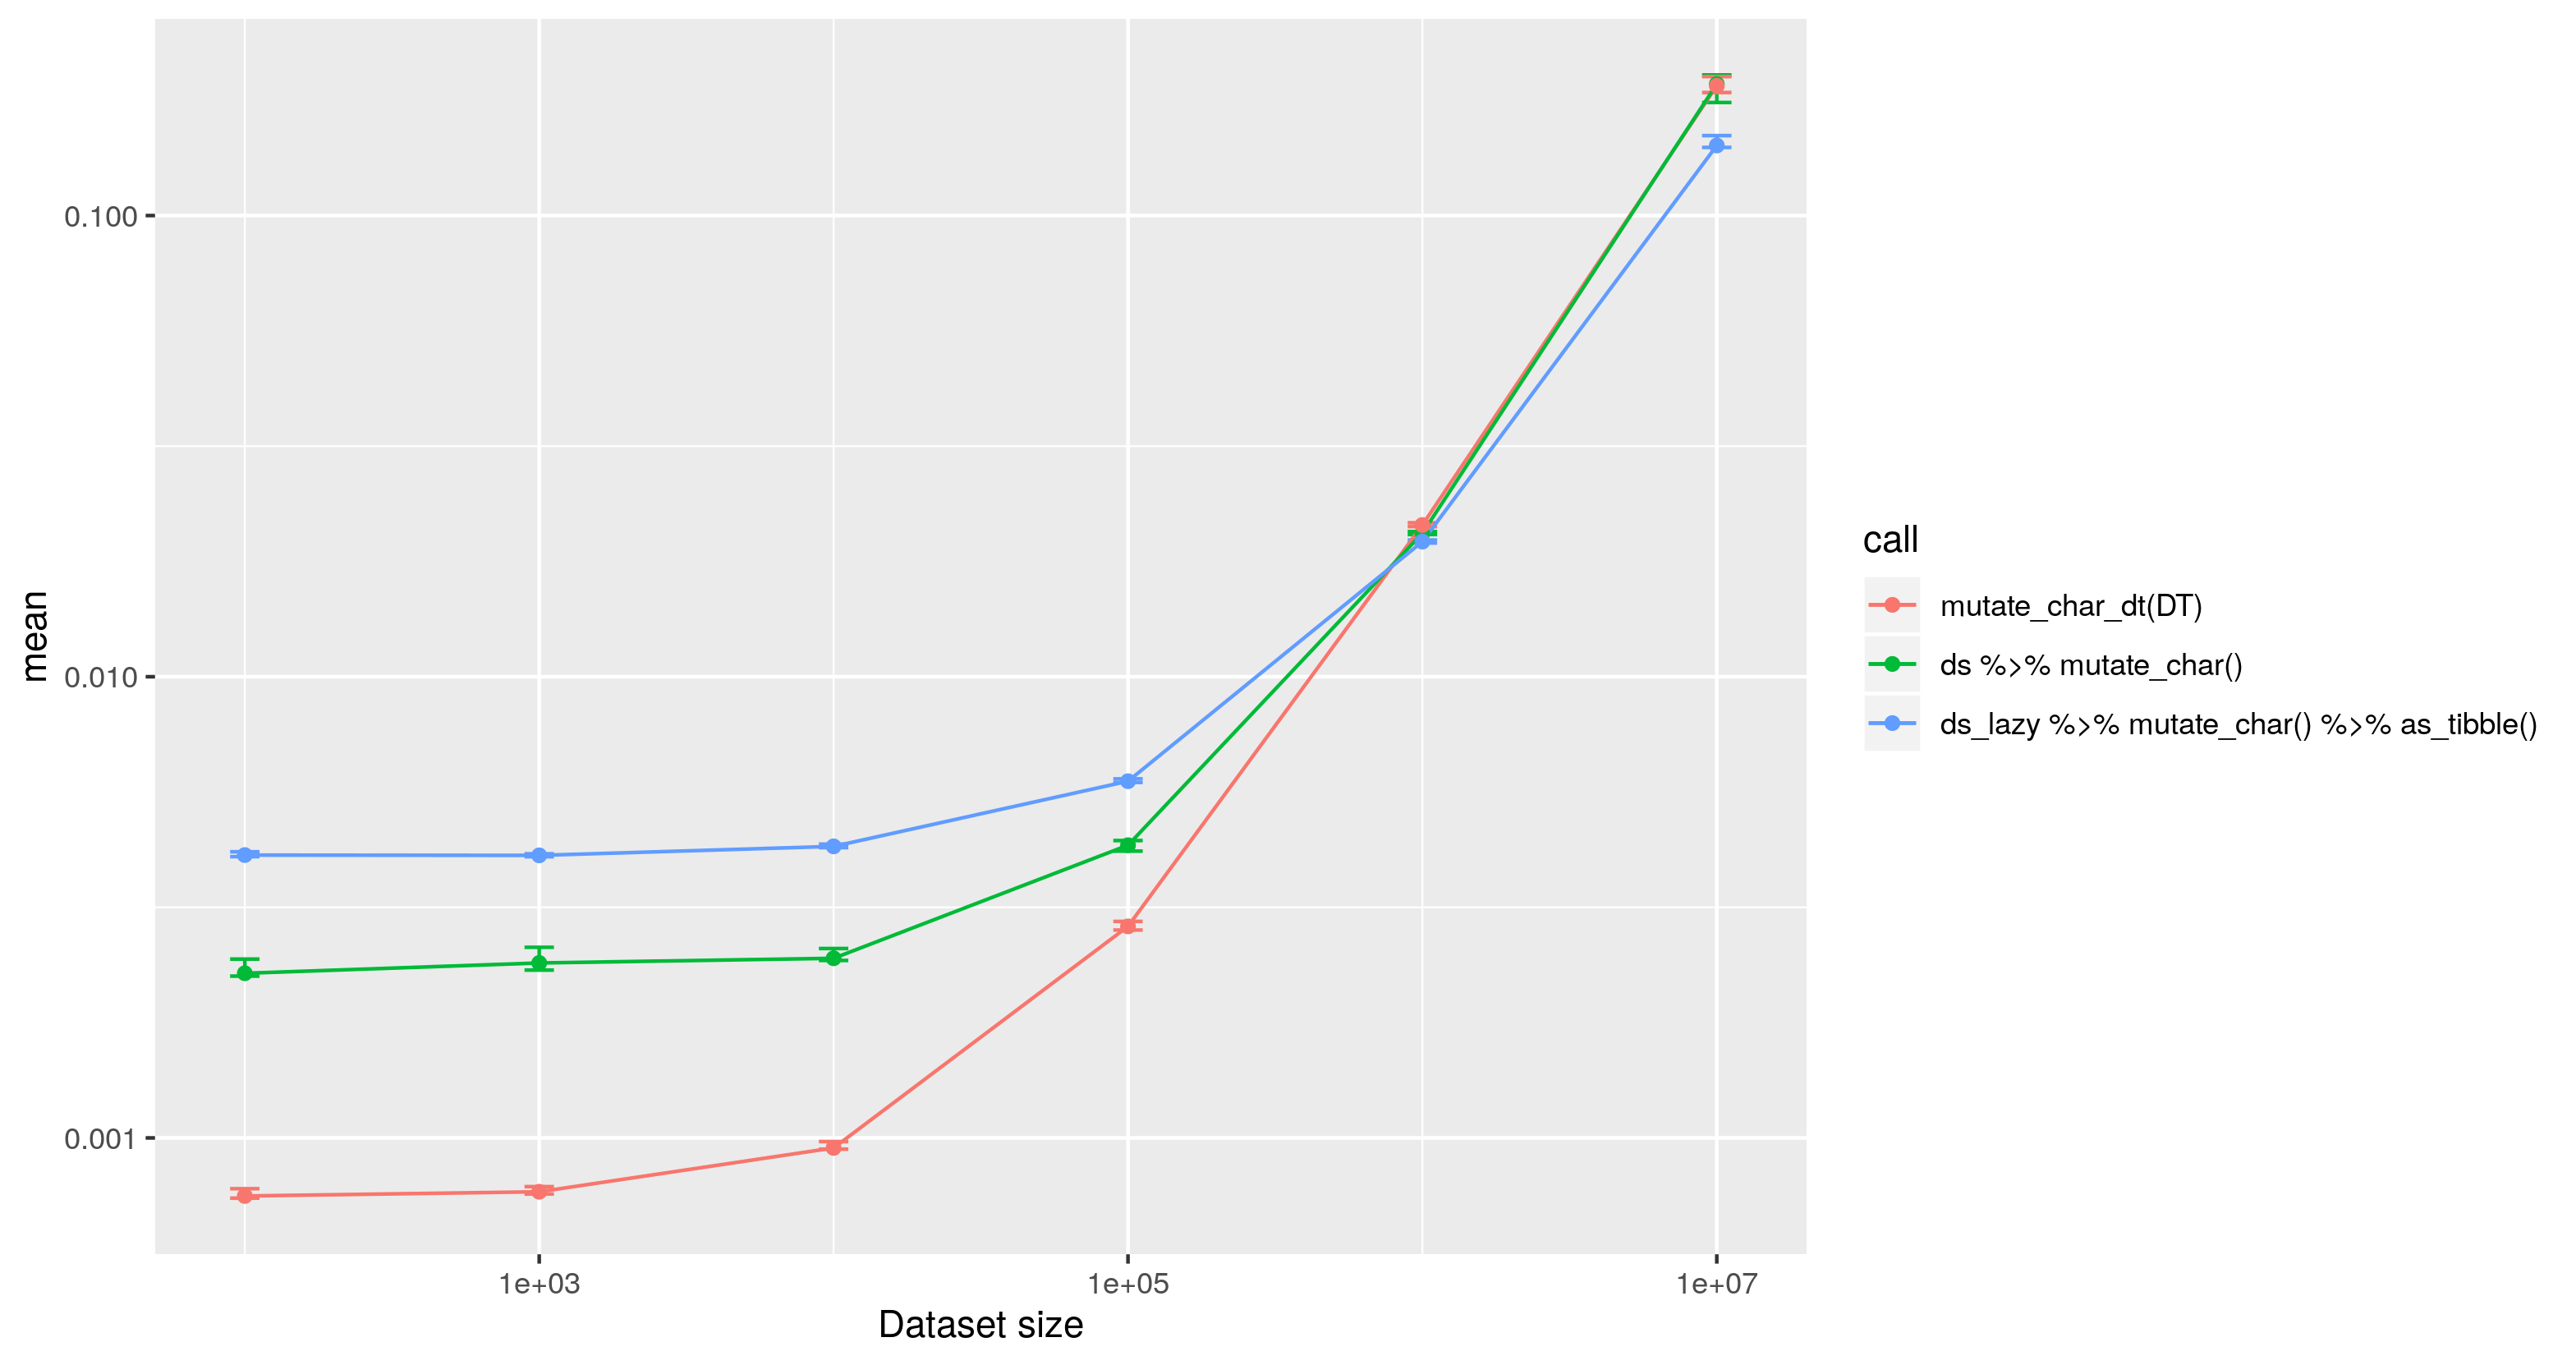 mean
0.100
0.010
0.001
1e+03
1e+05
1e+07
Dataset size
call
mutate_char_dt(DT)
ds %>% mutate_char()
ds_lazy %>% mutate_char() %>% as_tibble()